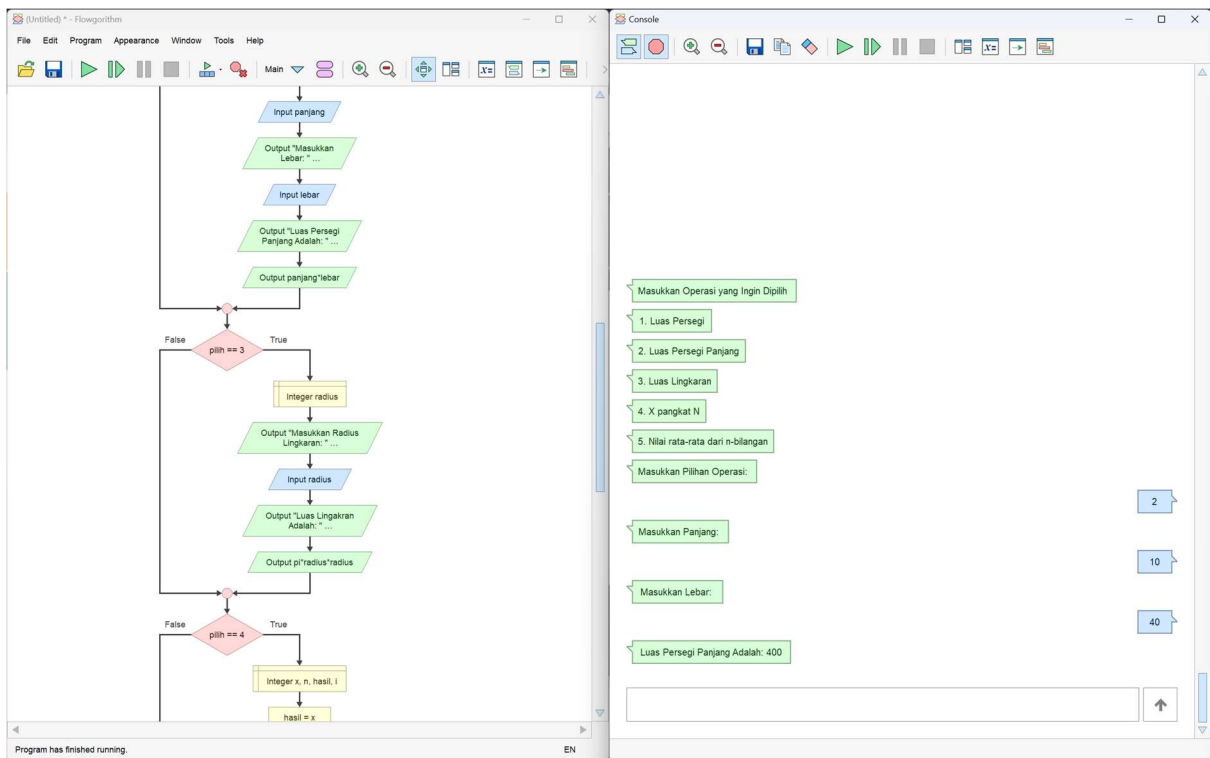 (Untitled) * - Flowgorithm
File Edit Program Appearance Window Tools Help
Main
Input panjang
Output "Masukkan
Lebar: " ...
Input lebar
Output "Luas Persegi
Panjang Adalah: " ...
Output panjang*lebar
False
True
pilih == 3
Integer radius
Output "Masukkan Radius
Lingkaran: " ...
Input radius
Output "Luas Lingakran
Adalah: " ...
Output pi*radius*radius
False
True
pilih == 4
Integer x, n, hasil, i
hasil = x
Program has finished running.
EN
Console
Masukkan Operasi yang Ingin Dipilih
1. Luas Persegi
2. Luas Persegi Panjang
3. Luas Lingkaran
4. X pangkat N
5. Nilai rata-rata dari n-bilangan
Masukkan Pilihan Operasi:
2
Masukkan Panjang:
10
Masukkan Lebar:
40
Luas Persegi Panjang Adalah: 400